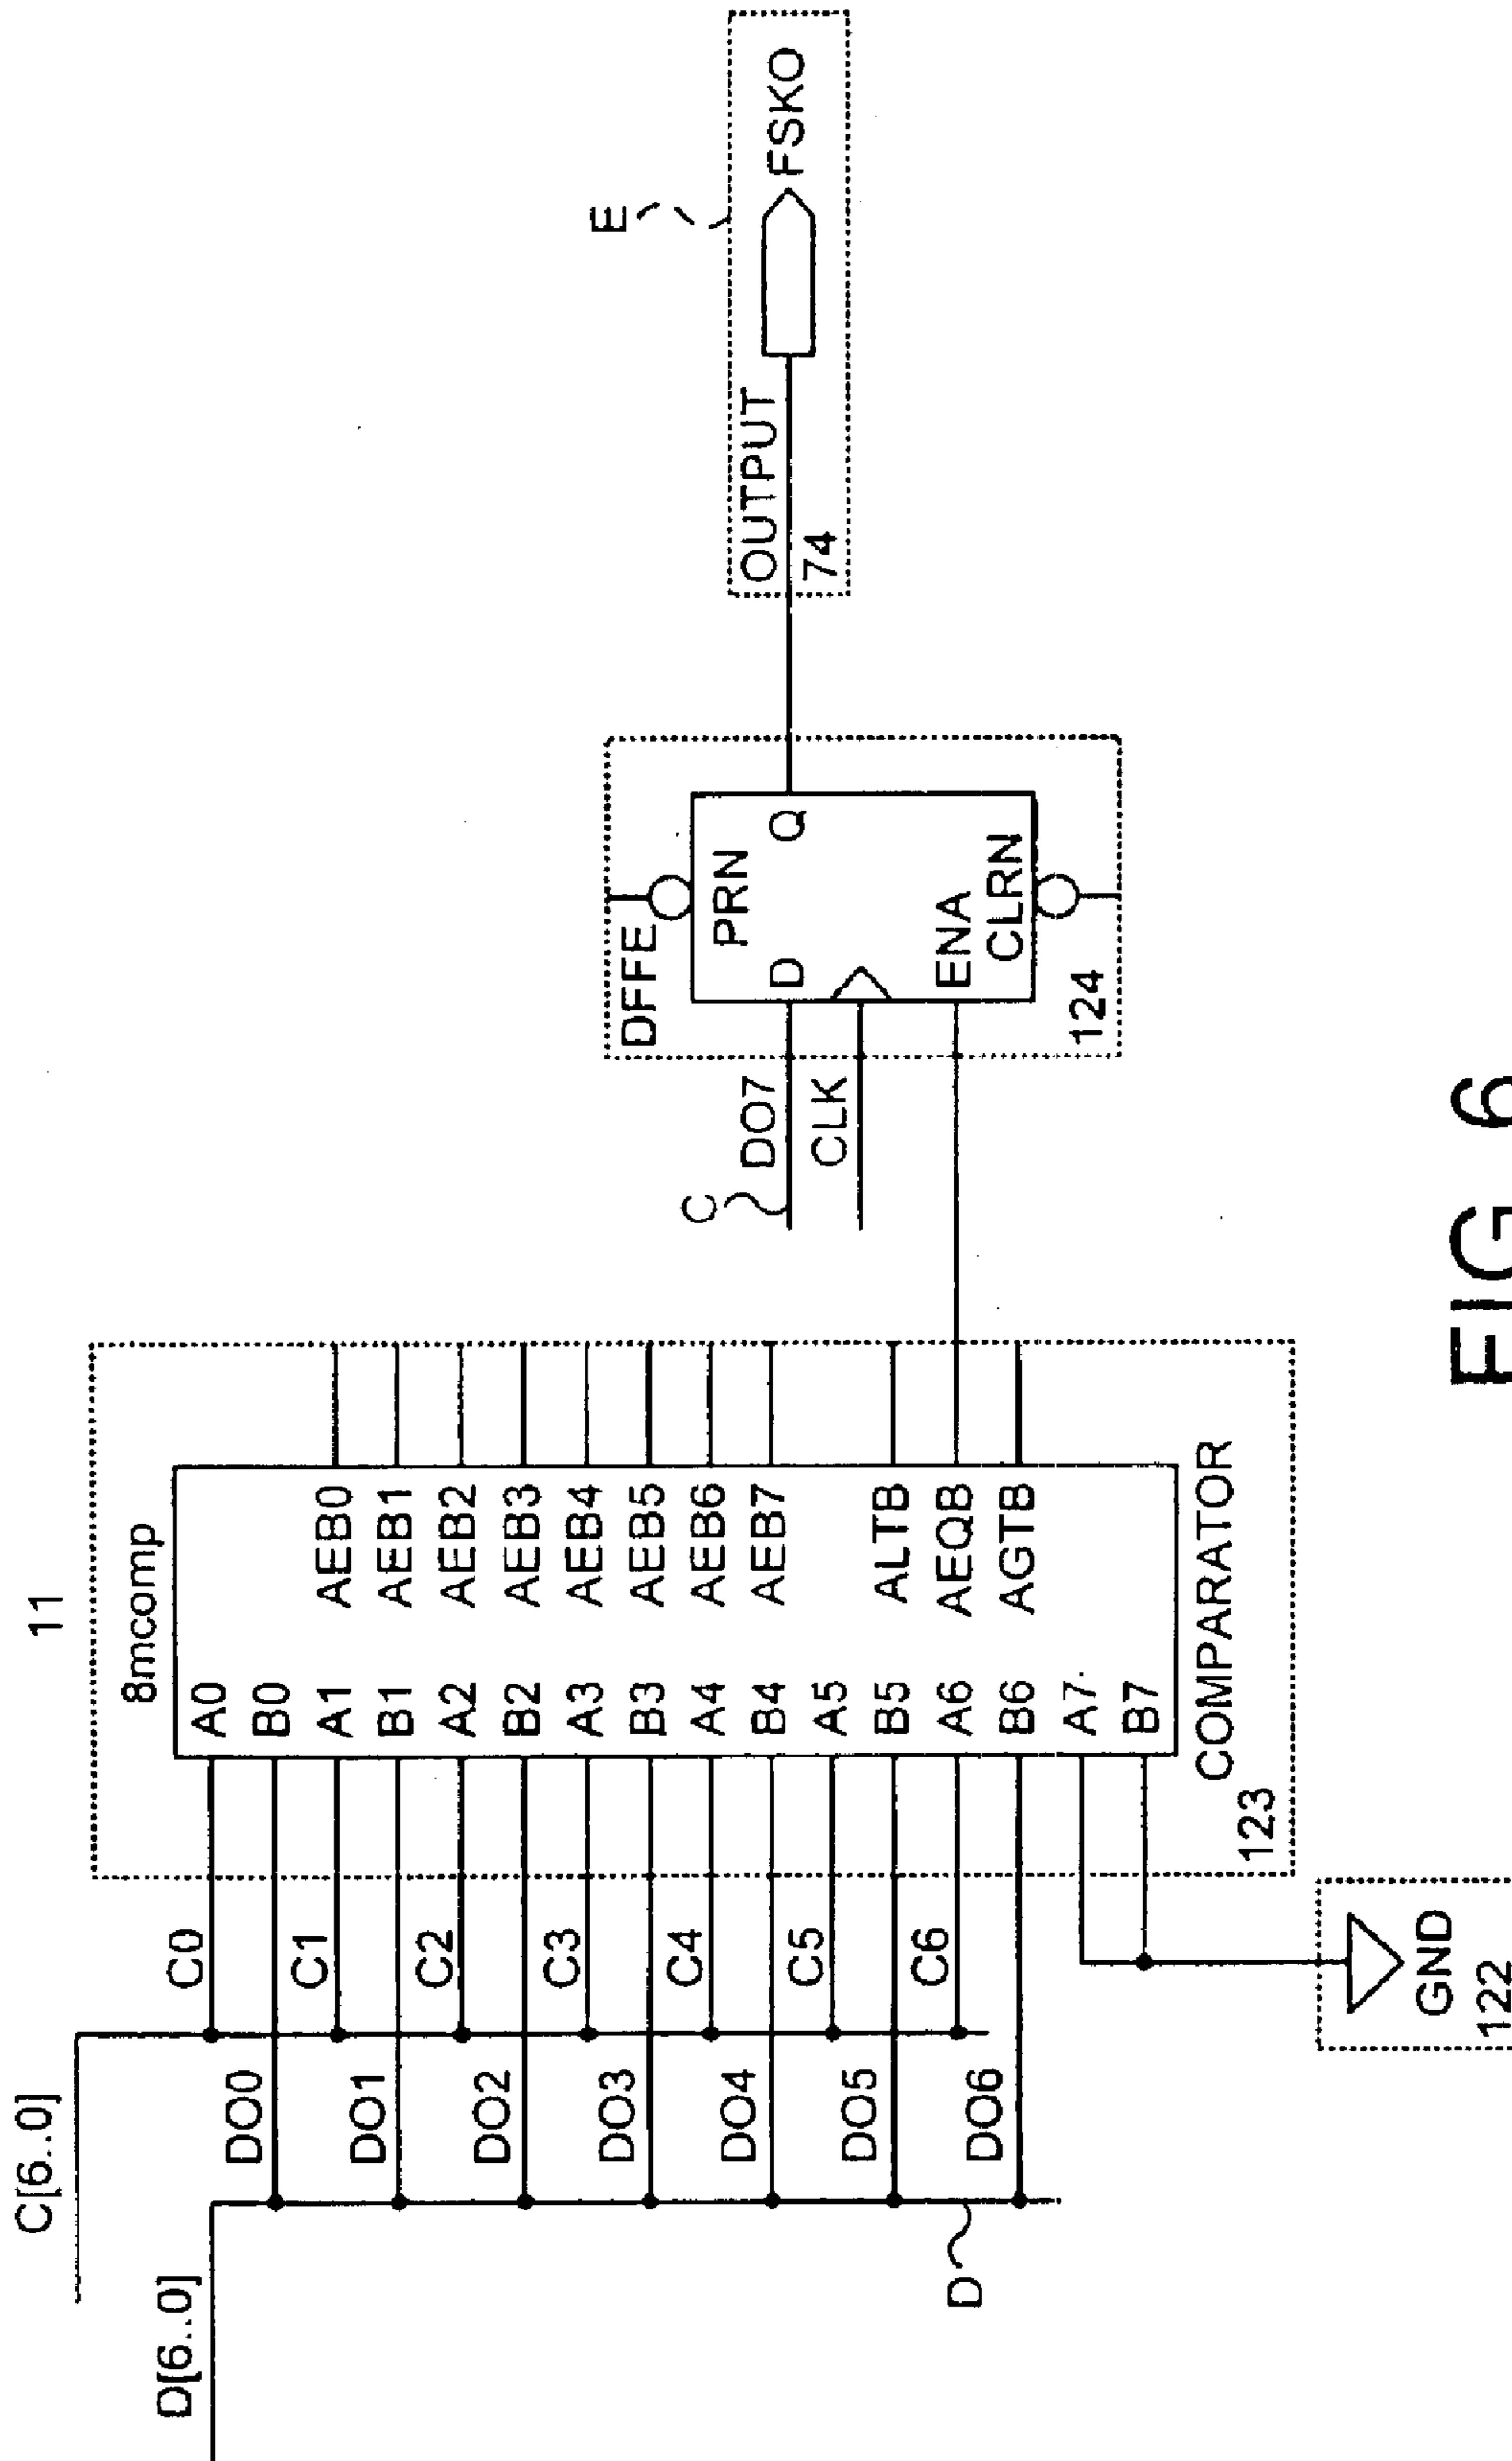 C[6..0]
D[6..0]
C0
DO0
C1
DO1
C2
DO2
C3
DO3
C4
DO4
C5
DO5
C6
DO6
D
GND
122
11
8mcomp
A0
B0
A1
AEB0
B1
AEB1
A2
AEB2
B2
AEB3
A3
AEB4
B3
AEB5
A4
AEB6
B4
AEB7
A5
B5
ALTB
A6
AEQB
B6
AGTB
A7
B7
COMPARATOR
123
C
DO7
CLK
DFFE
PRN
D
Q
ENA
CLRN
124
E
OUTPUT
FSKO
74
FIG 6